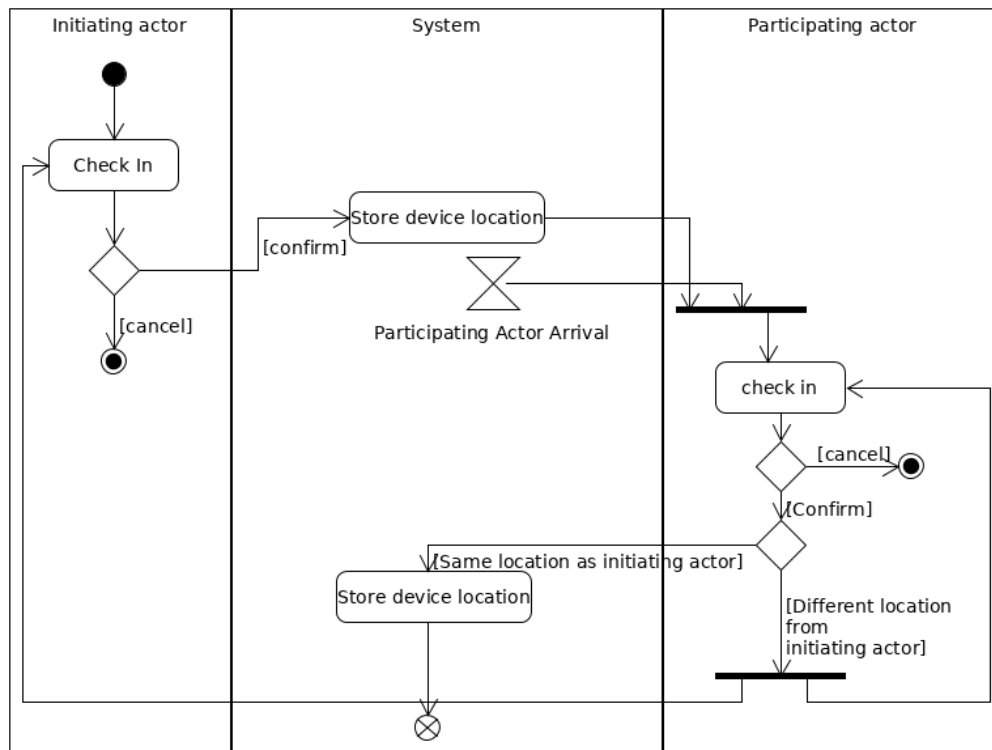 Initiating actor
System
Participating actor
Check In
Store device location
[confirm]
Participating Actor Arrival
[cancel]
check in
[cancel]
[Confirm]
[Same location as initiating actor]
Store device location
[Different location
from
initiating actor]